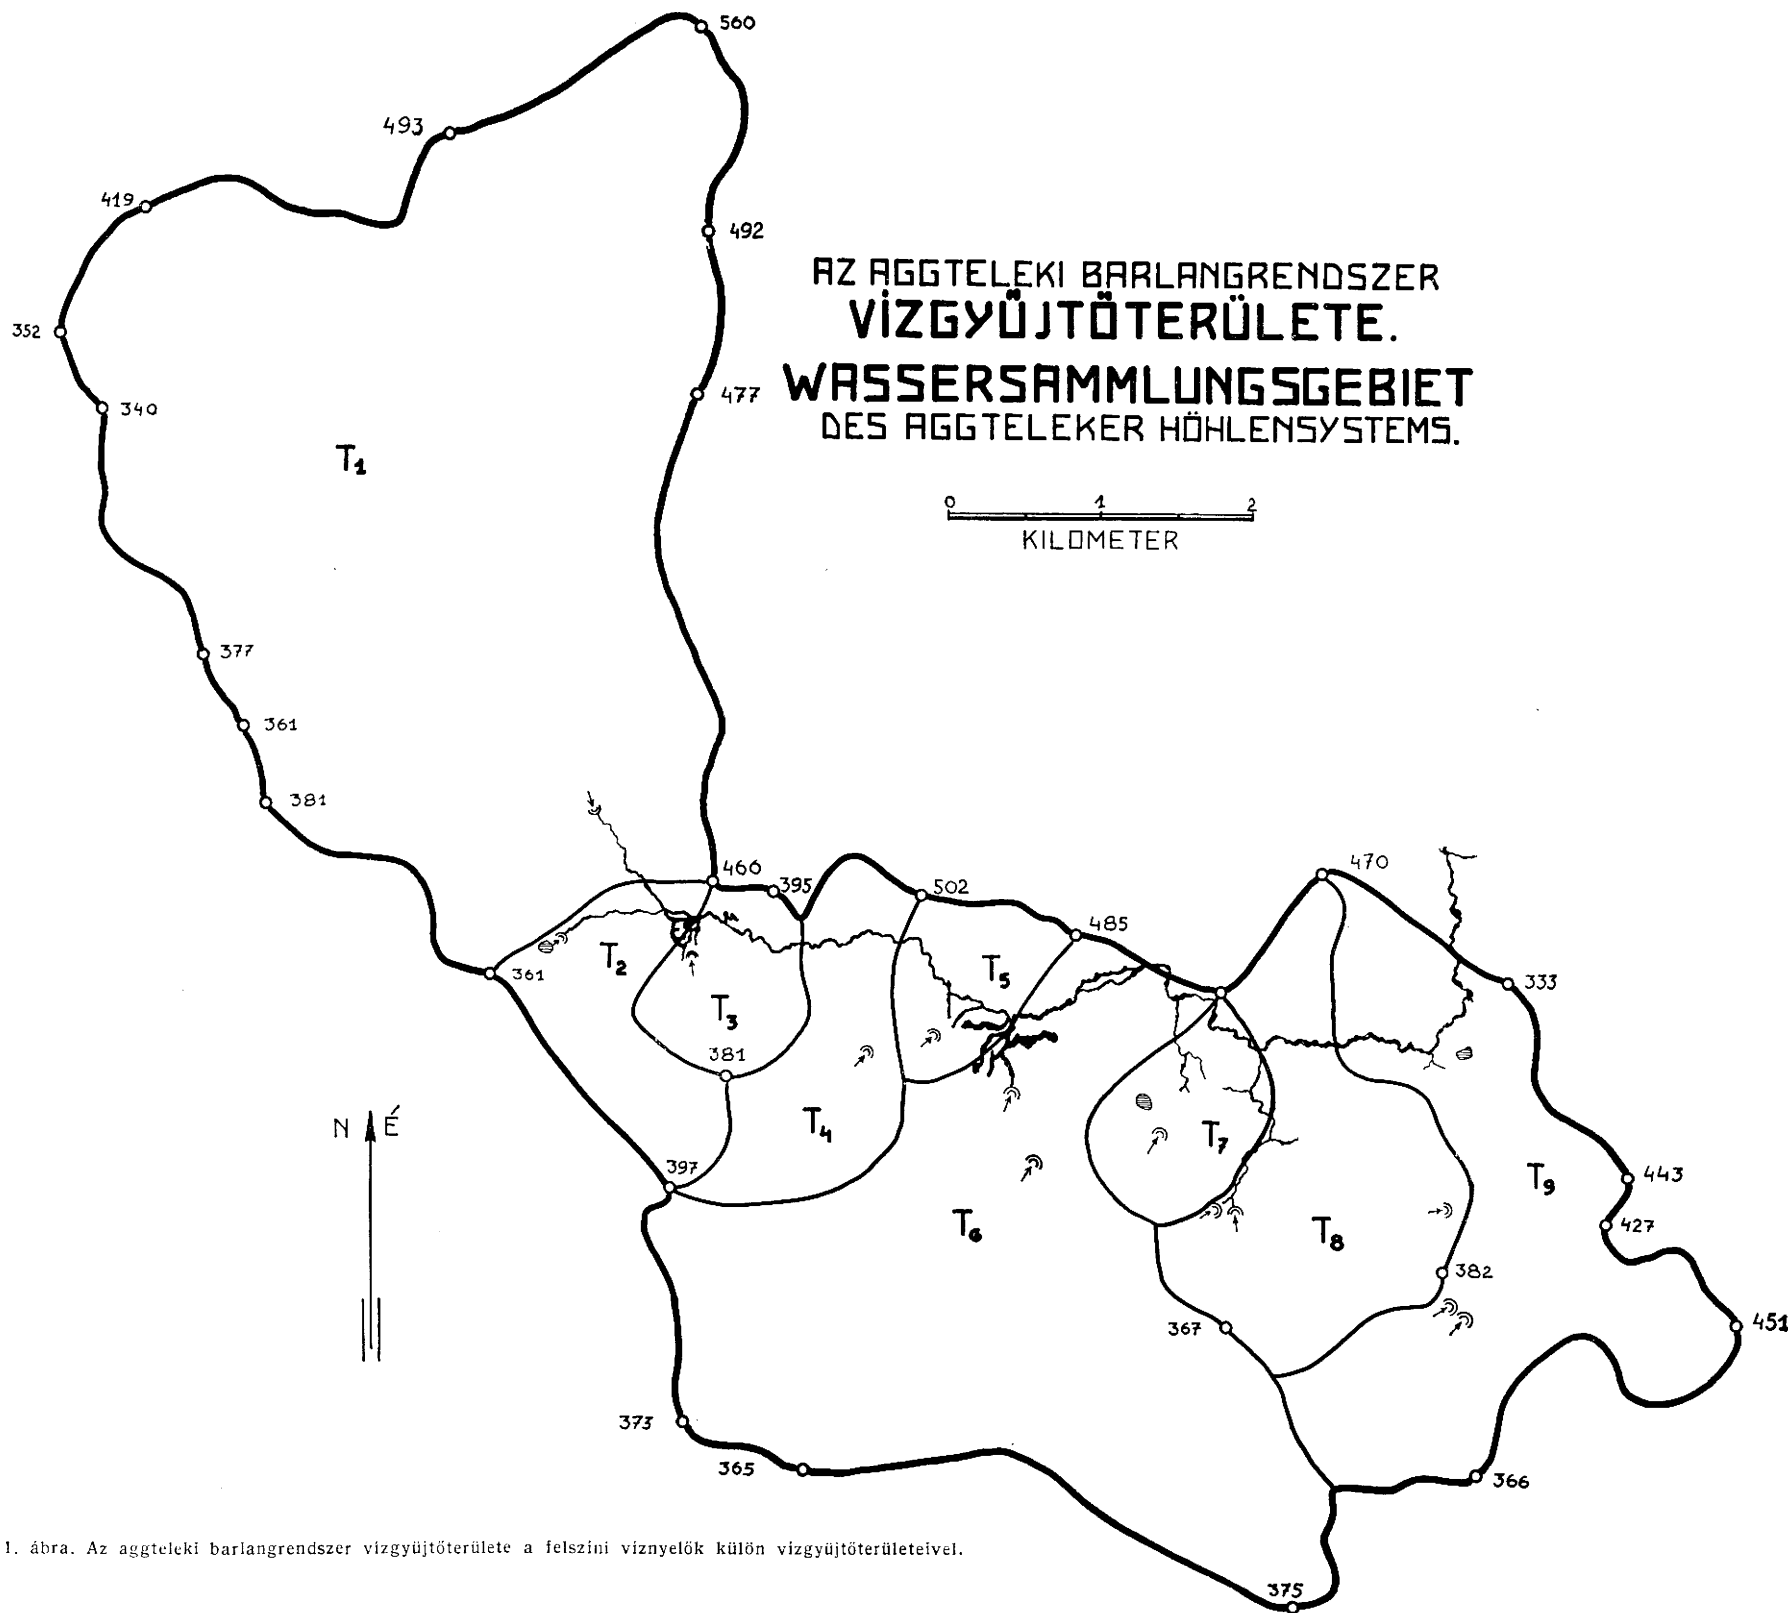 560
493
419
492
AZ AGGTELEKI BARLANGRENDSZER
VÍZGYŰJTŐTERÜLETE.
352
WASSERSAMMLUNGSGEBIET
477
340
DES AGGTELEKER HÖHLENSYSTEMS.
T1
0 1 2
KILOMETER
377
361
381
466
395
502
470
485
361
T2
T5
333
T3
381
N É
T4
T7
397
T9
443
T6
T8
427
382
367
451
373
365
366
1. ábra. Az aggteleki barlangrendszer vízgyüjtőterülete a felszíni víznyelők külön vízgyüjtőterületeivel.
375